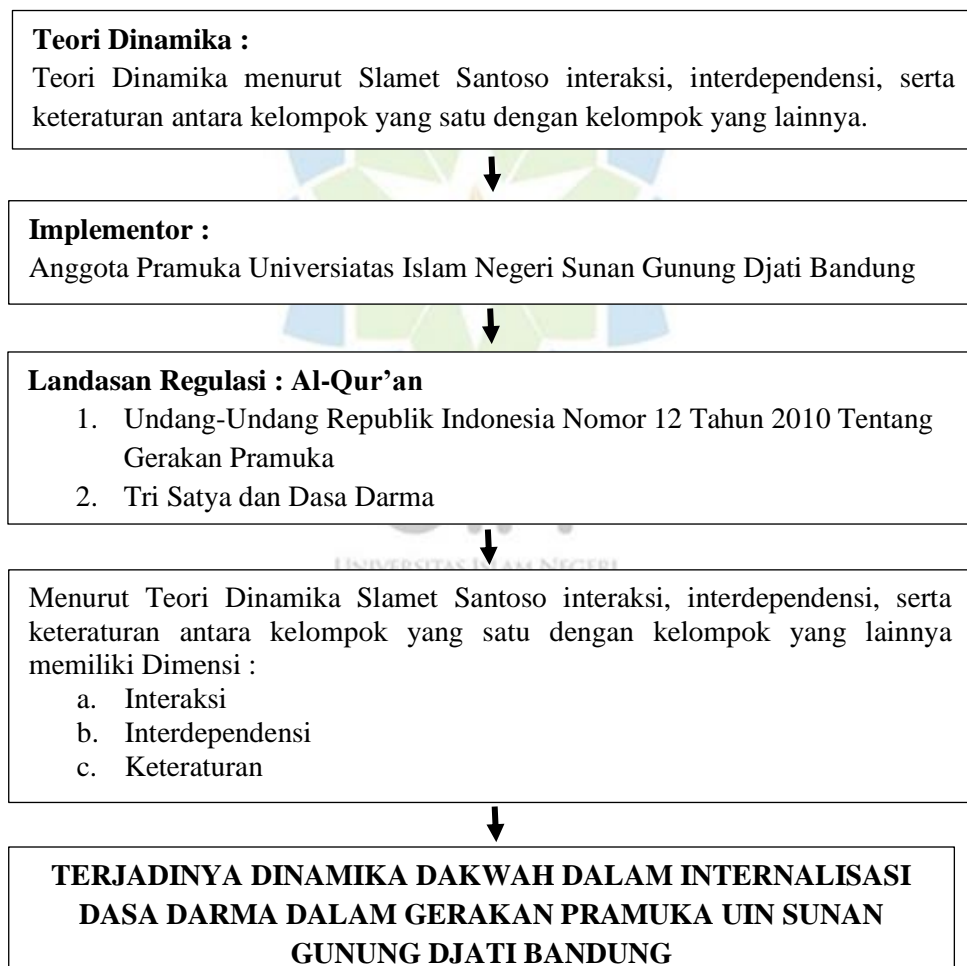 Teori Dinamika :
Teori Dinamika menurut Slamet Santoso interaksi, interdependensi, serta
keteraturan antara kelompok yang satu dengan kelompok yang lainnya.
Implementor :
Anggota Pramuka Universiatas Islam Negeri Sunan Gunung Djati Bandung
Landasan Regulasi : Al-Qur’an
1. Undang-Undang Republik Indonesia Nomor 12 Tahun 2010 Tentang
Gerakan Pramuka
2. Tri Satya dan Dasa Darma
UNIVERSITAS ISLAM NEGERI
Menurut Teori Dinamika Slamet Santoso interaksi, interdependensi, serta
keteraturan antara kelompok yang satu dengan kelompok yang lainnya
memiliki Dimensi :
a. Interaksi
b. Interdependensi
c. Keteraturan
TERJADINYA DINAMIKA DAKWAH DALAM INTERNALISASI
DASA DARMA DALAM GERAKAN PRAMUKA UIN SUNAN
GUNUNG DJATI BANDUNG